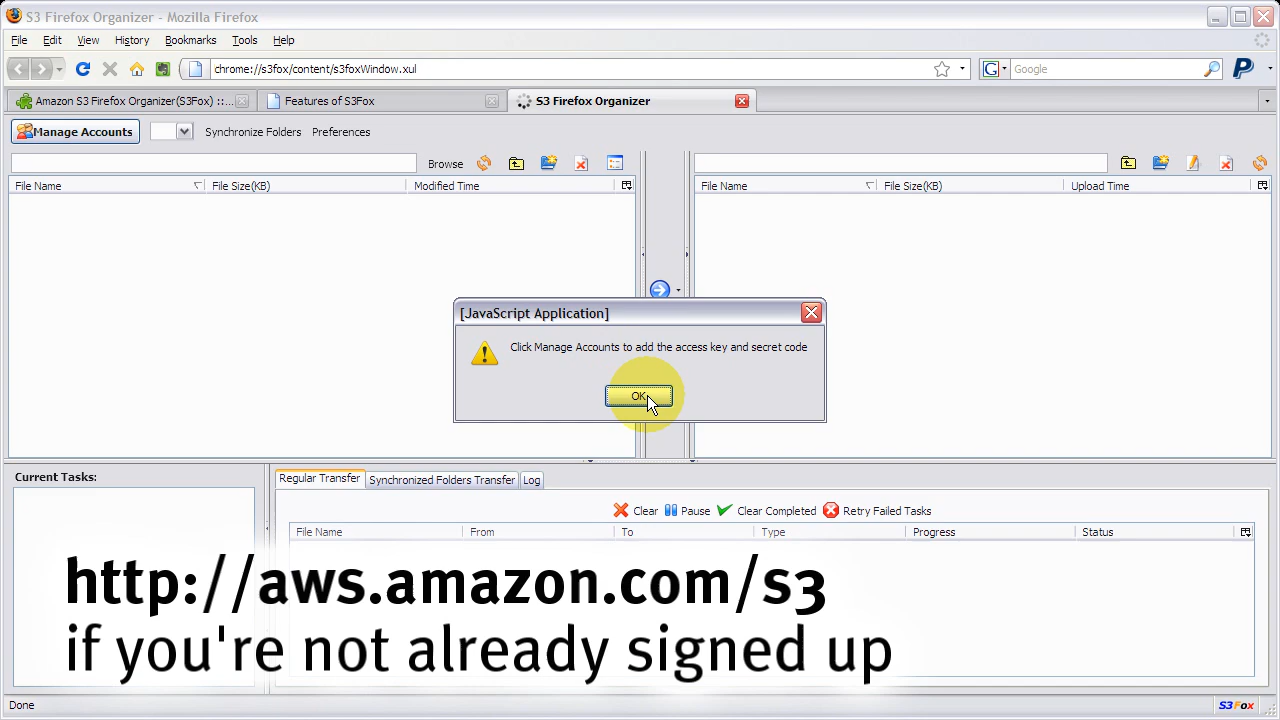 S3 Firefox Organizer - Mozilla Firefox
File Edit View History Bookmarks Tools Help
chrome://s3fox/content/s3foxWindow.xul
G Google
Amazon S3 Firefox Organizer(S3Fox) ::... Features of S3Fox S3 Firefox Organizer
Manage Accounts Synchronize Folders Preferences
Browse
File Name File Size(KB) Modified Time File Name File Size(KB) Upload Time
[JavaScript Application]
Click Manage Accounts to add the access key and secret code
OK
Current Tasks: Regular Transfer Synchronized Folders Transfer Log
Clear Pause Clear Completed Retry Failed Tasks
File Name From To Type Progress Status
http://aws.amazon.com/s3
if you're not already signed up
Done S3Fox